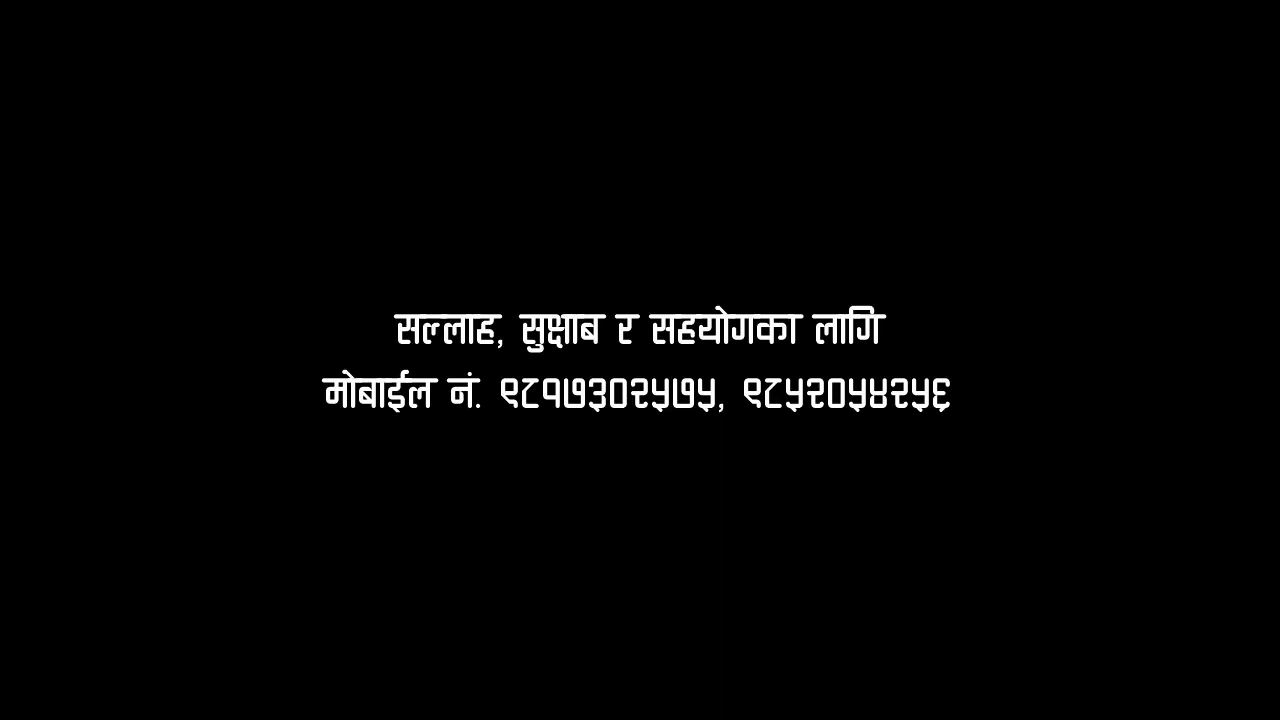 सल्लाह, सुक्षाब र सहयोगका लागि
मोबाईल नं. ९८१७३०२५७५, ९८५२०५४२५६